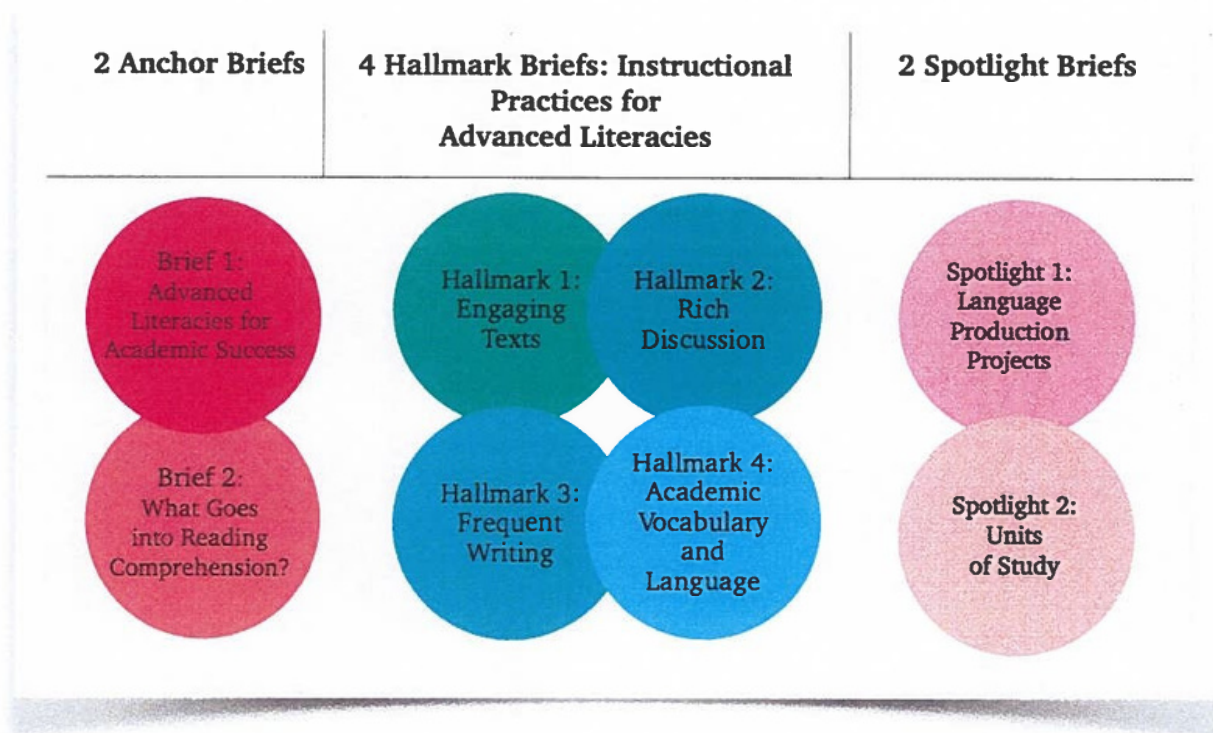 2 Anchor Briefs
4 Hallmark Briefs: Instructional
Practices for
Advanced Literacies
2 Spotlight Briefs
Brief 1:
Advanced
Literacies for
Academic Success
Brief 2:
What Goes
into Reading
Comprehension?
Hallmark 1:
Engaging
Texts
Hallmark 2:
Rich
Discussion
Hallmark 3:
Frequent
Writing
Hallmark 4:
Academic
Vocabulary
and
Language
Spotlight 1:
Language
Production
Projects
Spotlight 2:
Units
of Study